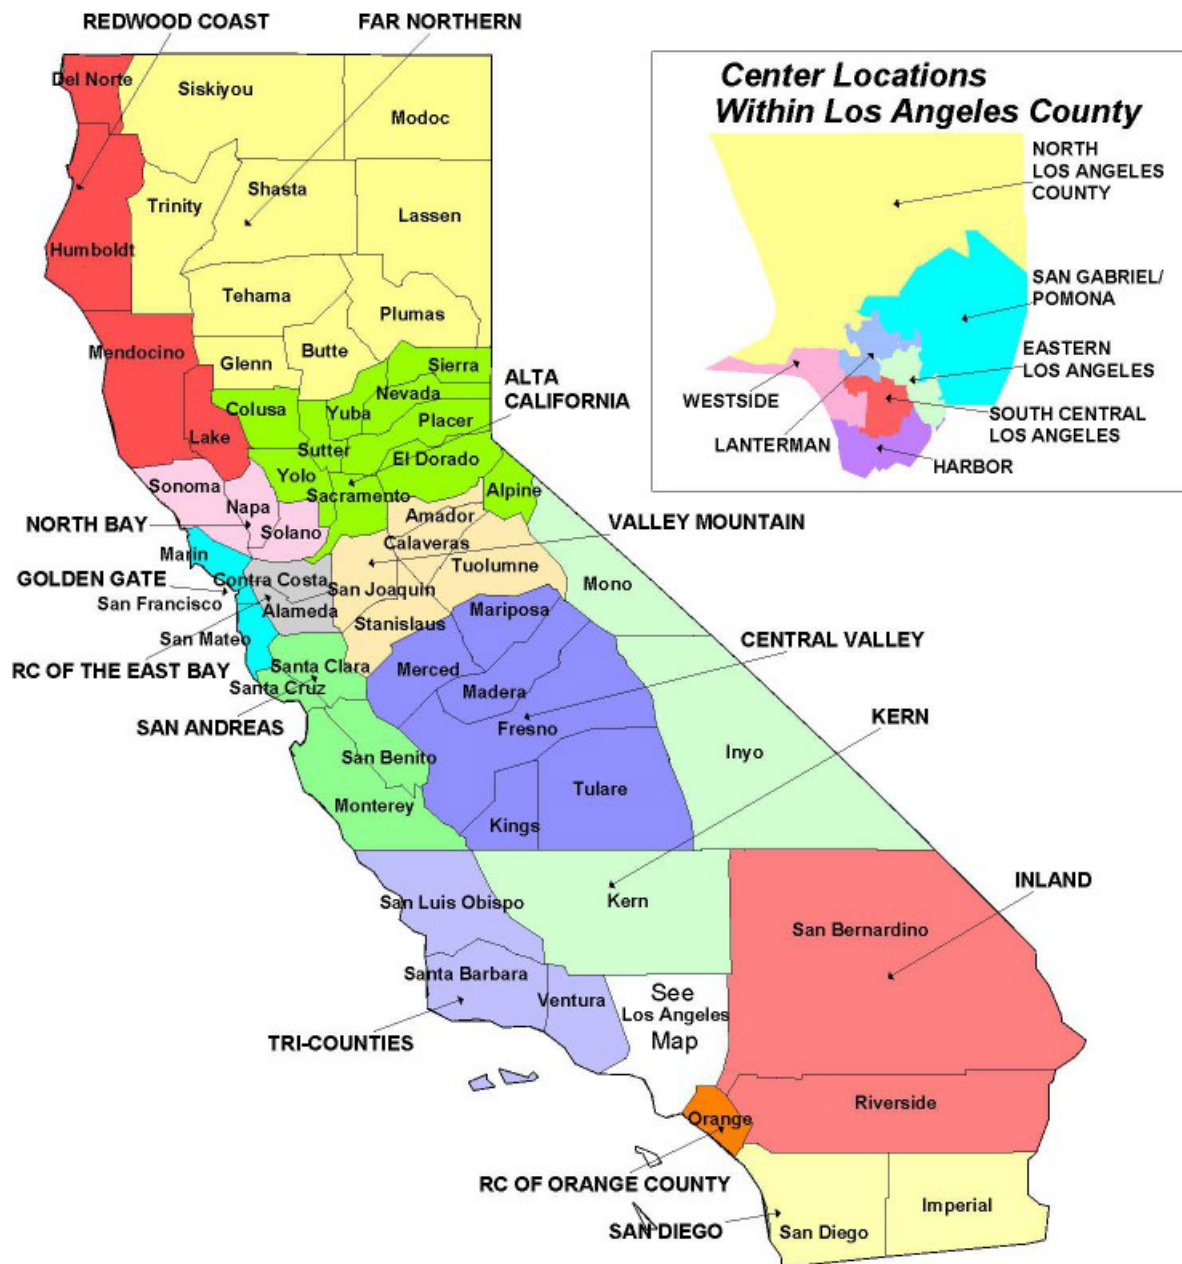 REDWOOD COAST
FAR NORTHERN
Del Norte
Siskiyou
Modoc
Shasta
Trinity
Lassen
Humboldt
Tehama
Plumas
Mendocino
Glenn
Butte
Sierra
Nevada
Colusa
Yuba
Placer
ALTA
CALIFORNIA
Lake
Sutter
El Dorado
Yolo
Sacramento
Alpine
Sonoma
Napa
Amador
NORTH BAY
Solano
Calaveras
VALLEY MOUNTAIN
Marin
Tuolumne
GOLDEN GATE
Contra Costa
San Joaquin
Mono
San Francisco
Alameda
Mariposa
Stanislaus
San Mateo
CENTRAL VALLEY
RC OF THE EAST BAY
Santa Clara
Merced
Santa Cruz
Madera
SAN ANDREAS
Fresno
KERN
San Benito
Inyo
Tulare
Monterey
Kings
INLAND
San Luis Obispo
Kern
San Bernardino
Santa Barbara
Ventura
See
Los Angeles
Map
TRI-COUNTIES
Riverside
Orange
RC OF ORANGE COUNTY
Imperial
SAN DIEGO
San Diego
Center Locations
Within Los Angeles County
NORTH
LOS ANGELES
COUNTY
SAN GABRIEL/
POMONA
EASTERN
LOS ANGELES
WESTSIDE
SOUTH CENTRAL
LOS ANGELES
LANTERMAN
HARBOR